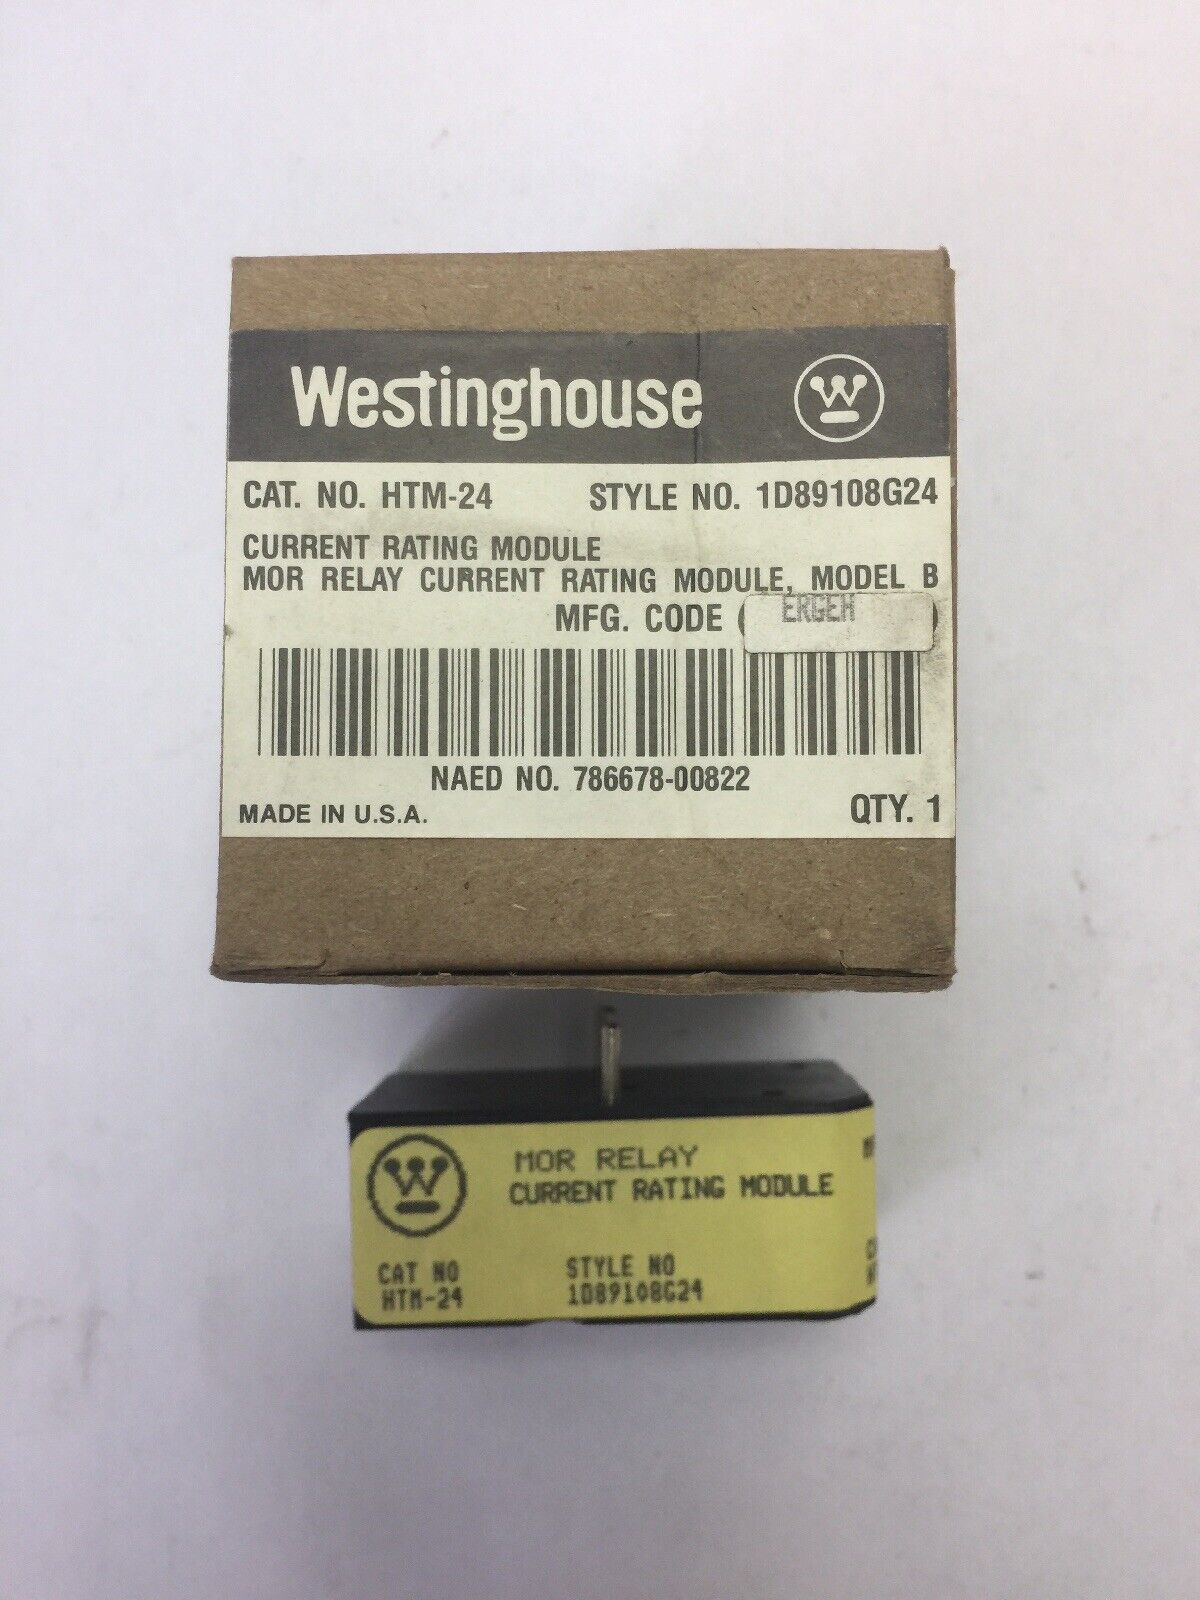 Westinghouse
CAT. NO. HTM-24 STYLE NO. 1D89108G24
CURRENT RATING MODULE
MOR RELAY CURRENT RATING MODULE, MODEL B
MFG. CODE
NAED NO. 786678-00822
MADE IN U.S.A. QTY. 1
MOR RELAY
CURRENT RATING MODULE
CAT NO STYLE NO
HTM-24 1D89108G24